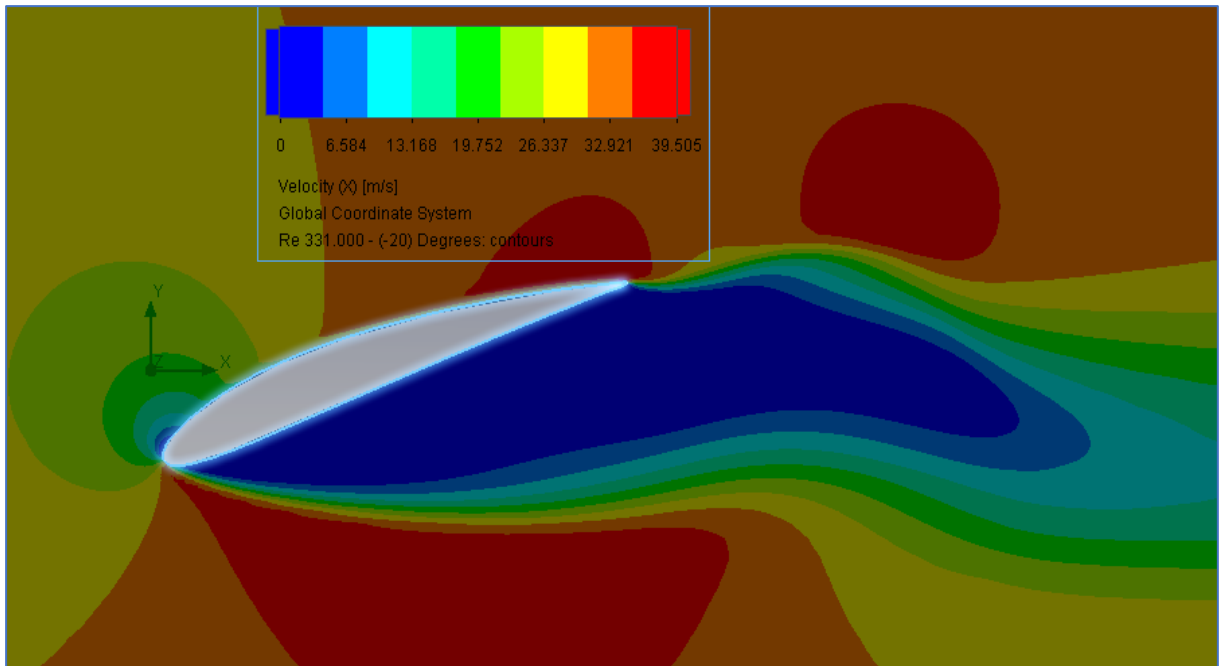 0 6.584 13.168 19.752 26.337 32.921 39.505
Velocity (X) [m/s]
Global Coordinate System
Re 331.000 - (-20) Degrees: contours
Y
X
Z